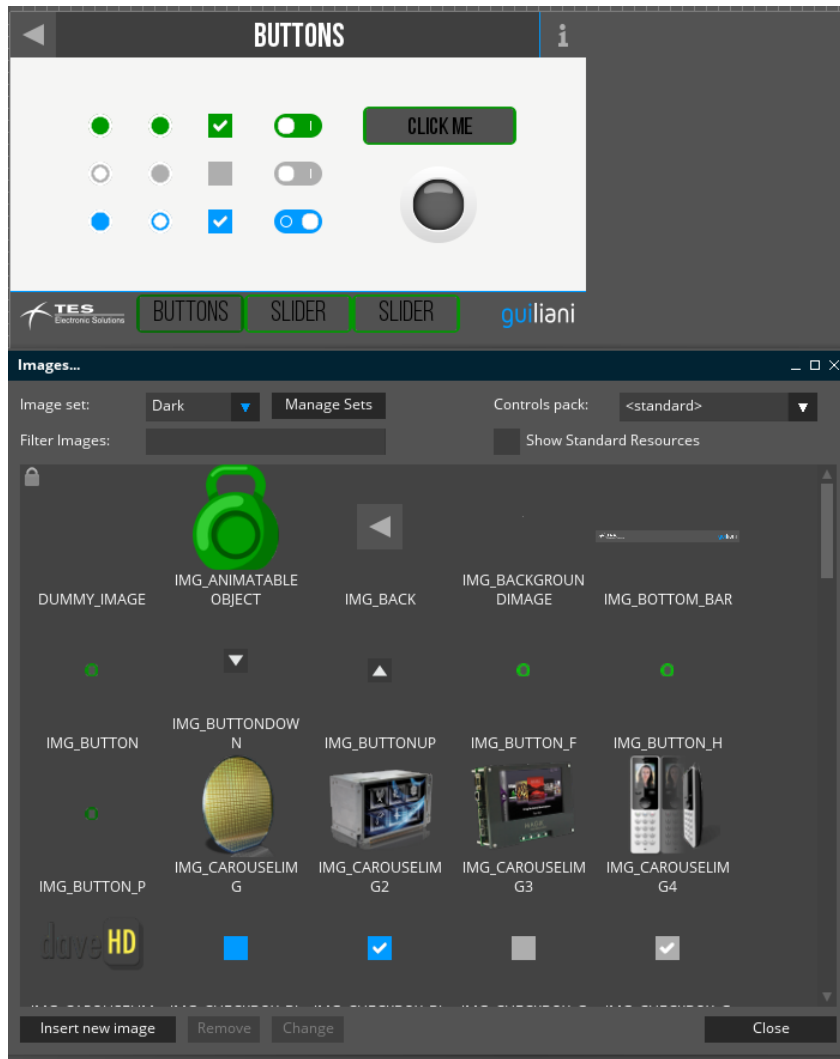 BUTTONS
i
CLICK ME
TES
Electronic Solutions
BUTTONS
SLIDER
SLIDER
guiliani
Images...
Image set:
Dark
Manage Sets
Controls pack:
<standard>
Filter Images:
Show Standard Resources
DUMMY_IMAGE
IMG_ANIMATABLE
OBJECT
IMG_BACK
IMG_BACKGROUN
DIMAGE
IMG_BOTTOM_BAR
IMG_BUTTON
IMG_BUTTONDOW
N
IMG_BUTTONUP
IMG_BUTTON_F
IMG_BUTTON_H
IMG_BUTTON_P
IMG_CAROUSELIM
G
IMG_CAROUSELIM
G2
IMG_CAROUSELIM
G3
IMG_CAROUSELIM
G4
dave HD
Insert new image
Remove
Change
Close